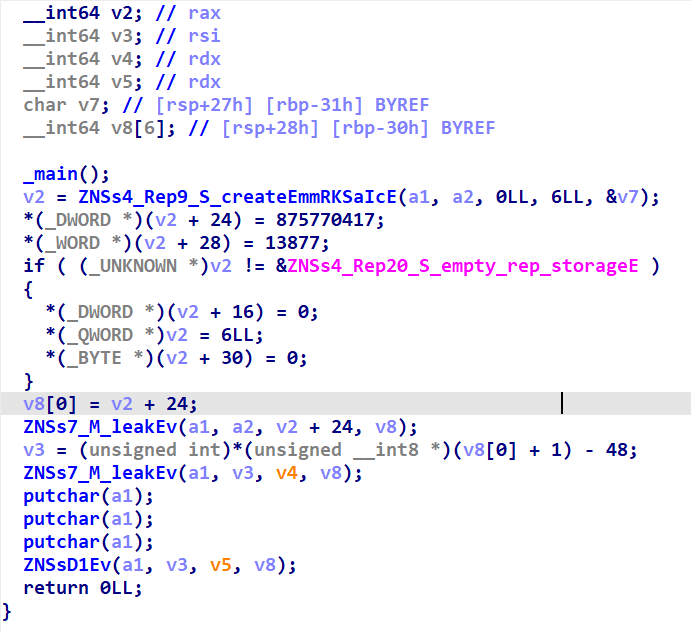 __int64 v2; // rax
__int64 v3; // rsi
__int64 v4; // rdx
__int64 v5; // rdx
char v7; // [rsp+27h] [rbp-31h] BYREF
__int64 v8[6]; // [rsp+28h] [rbp-30h] BYREF
_main();
v2 = ZNSs4_Rep9_S_createEmmRKSaIcE(a1, a2, 0LL, 6LL, &v7);
*(_DWORD *)(v2 + 24) = 875770417;
*(_WORD *)(v2 + 28) = 13877;
if ( (_UNKNOWN *)v2 != &ZNSs4_Rep20_S_empty_rep_storageE )
{
*(_DWORD *)(v2 + 16) = 0;
*(_QWORD *)v2 = 6LL;
*(_BYTE *)(v2 + 30) = 0;
}
v8[0] = v2 + 24;
ZNSs7_M_leakEv(a1, a2, v2 + 24, v8);
v3 = (unsigned int)*(unsigned __int8 *)(v8[0] + 1) - 48;
ZNSs7_M_leakEv(a1, v3, v4, v8);
putchar(a1);
putchar(a1);
putchar(a1);
ZNSsD1Ev(a1, v3, v5, v8);
return 0LL;
}